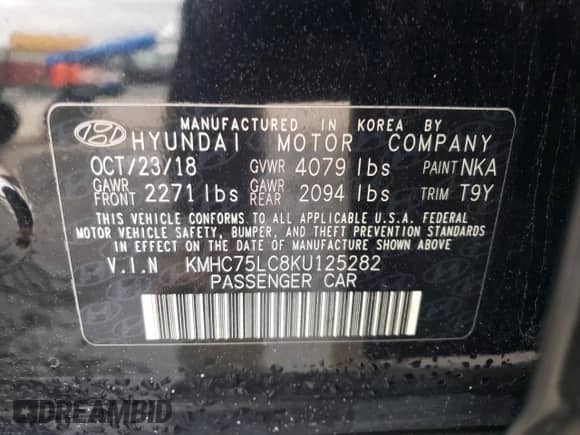 MANUFACTURED IN KOREA BY
HYUNDAI MOTOR COMPANY
OCT/23/18 GVWR 4079 lbs PAINT NKA
GAWR FRONT 2271 lbs GAWR REAR 2094 lbs TRIM T9Y
THIS VEHICLE CONFORMS TO ALL APPLICABLE U.S.A. FEDERAL
MOTOR VEHICLE SAFETY, BUMPER, AND THEFT PREVENTION STANDARDS
IN EFFECT ON THE DATE OF MANUFACTURE SHOWN ABOVE
V.I.N KMHC75LC8KU125282
PASSENGER CAR
DREAMBID